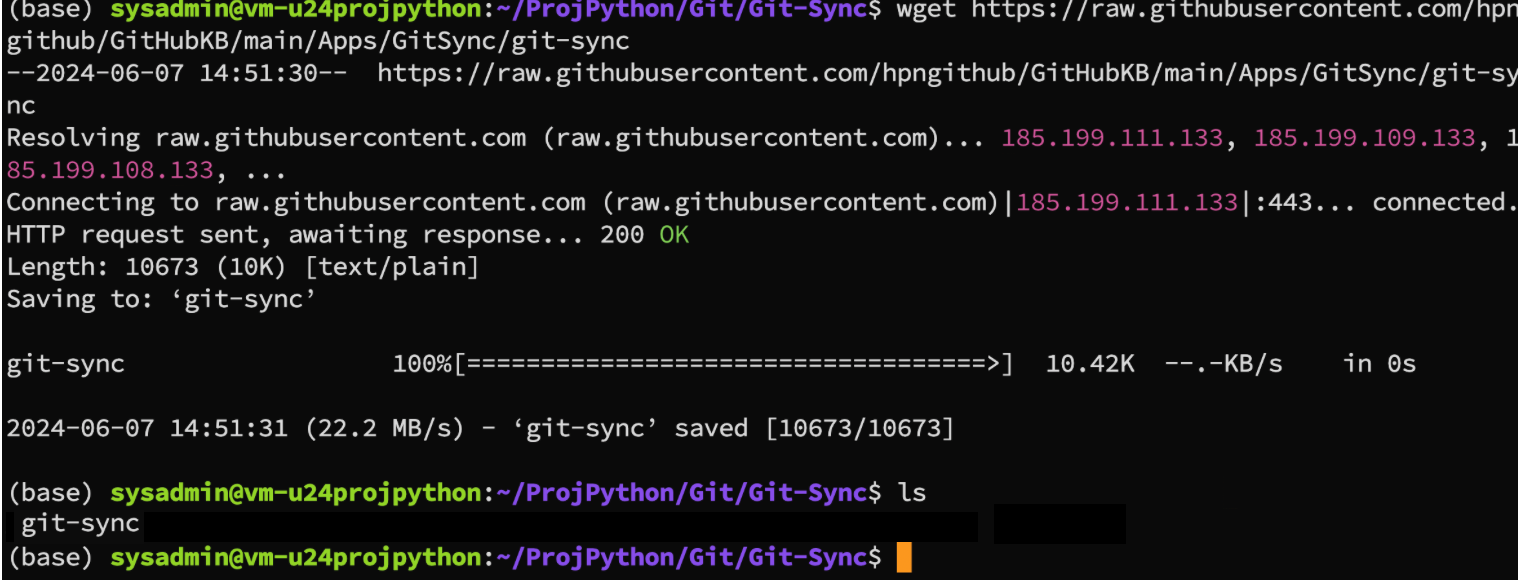 (base) sysadmin@vm-u24projpython:~/ProjPython/Git/Git-Sync$ wget https://raw.githubusercontent.com/hpn
github/GitHubKB/main/Apps/GitSync/git-sync
--2024-06-07 14:51:30--  https://raw.githubusercontent.com/hpngithub/GitHubKB/main/Apps/GitSync/git-sy
nc
Resolving raw.githubusercontent.com (raw.githubusercontent.com)... 185.199.111.133, 185.199.109.133, 1
85.199.108.133, ...
Connecting to raw.githubusercontent.com (raw.githubusercontent.com)|185.199.111.133|:443... connected.
HTTP request sent, awaiting response... 200 OK
Length: 10673 (10K) [text/plain]
Saving to: ‘git-sync’
git-sync                  100%[===================================>]  10.42K  --.-KB/s    in 0s
2024-06-07 14:51:31 (22.2 MB/s) - ‘git-sync’ saved [10673/10673]
(base) sysadmin@vm-u24projpython:~/ProjPython/Git/Git-Sync$ ls
git-sync
(base) sysadmin@vm-u24projpython:~/ProjPython/Git/Git-Sync$